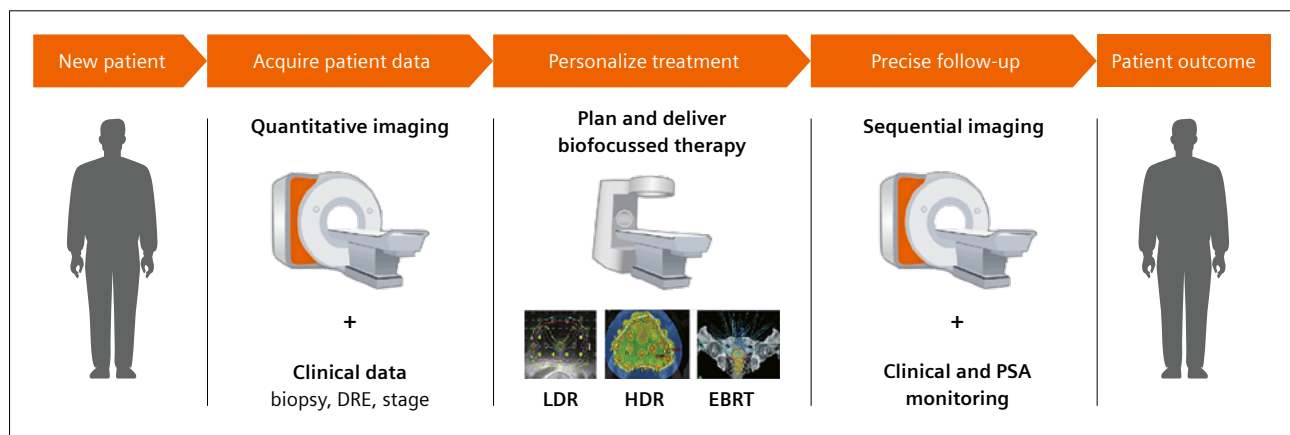 New patient
Acquire patient data
Personalize treatment
Precise follow-up
Patient outcome
Quantitative imaging
+
Clinical data
biopsy, DRE, stage
Plan and deliver
biofocussed therapy
LDR
HDR
EBRT
Sequential imaging
+
Clinical and PSA
monitoring